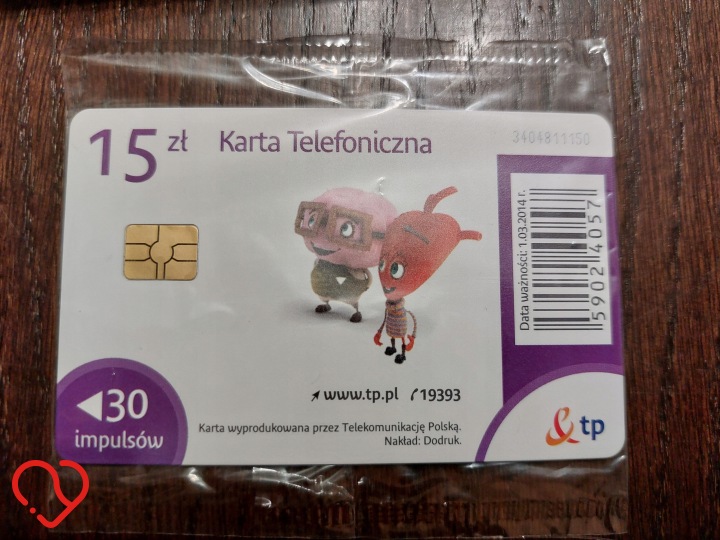 15 zł Karta Telefoniczna
3404811150
Data ważności: 1.03.2014 r.
5902 4057
www.tp.pl 19393
30
impulsów
Karta wyprodukowana przez Telekomunikację Polską.
Nakład: Dodruk.
tp